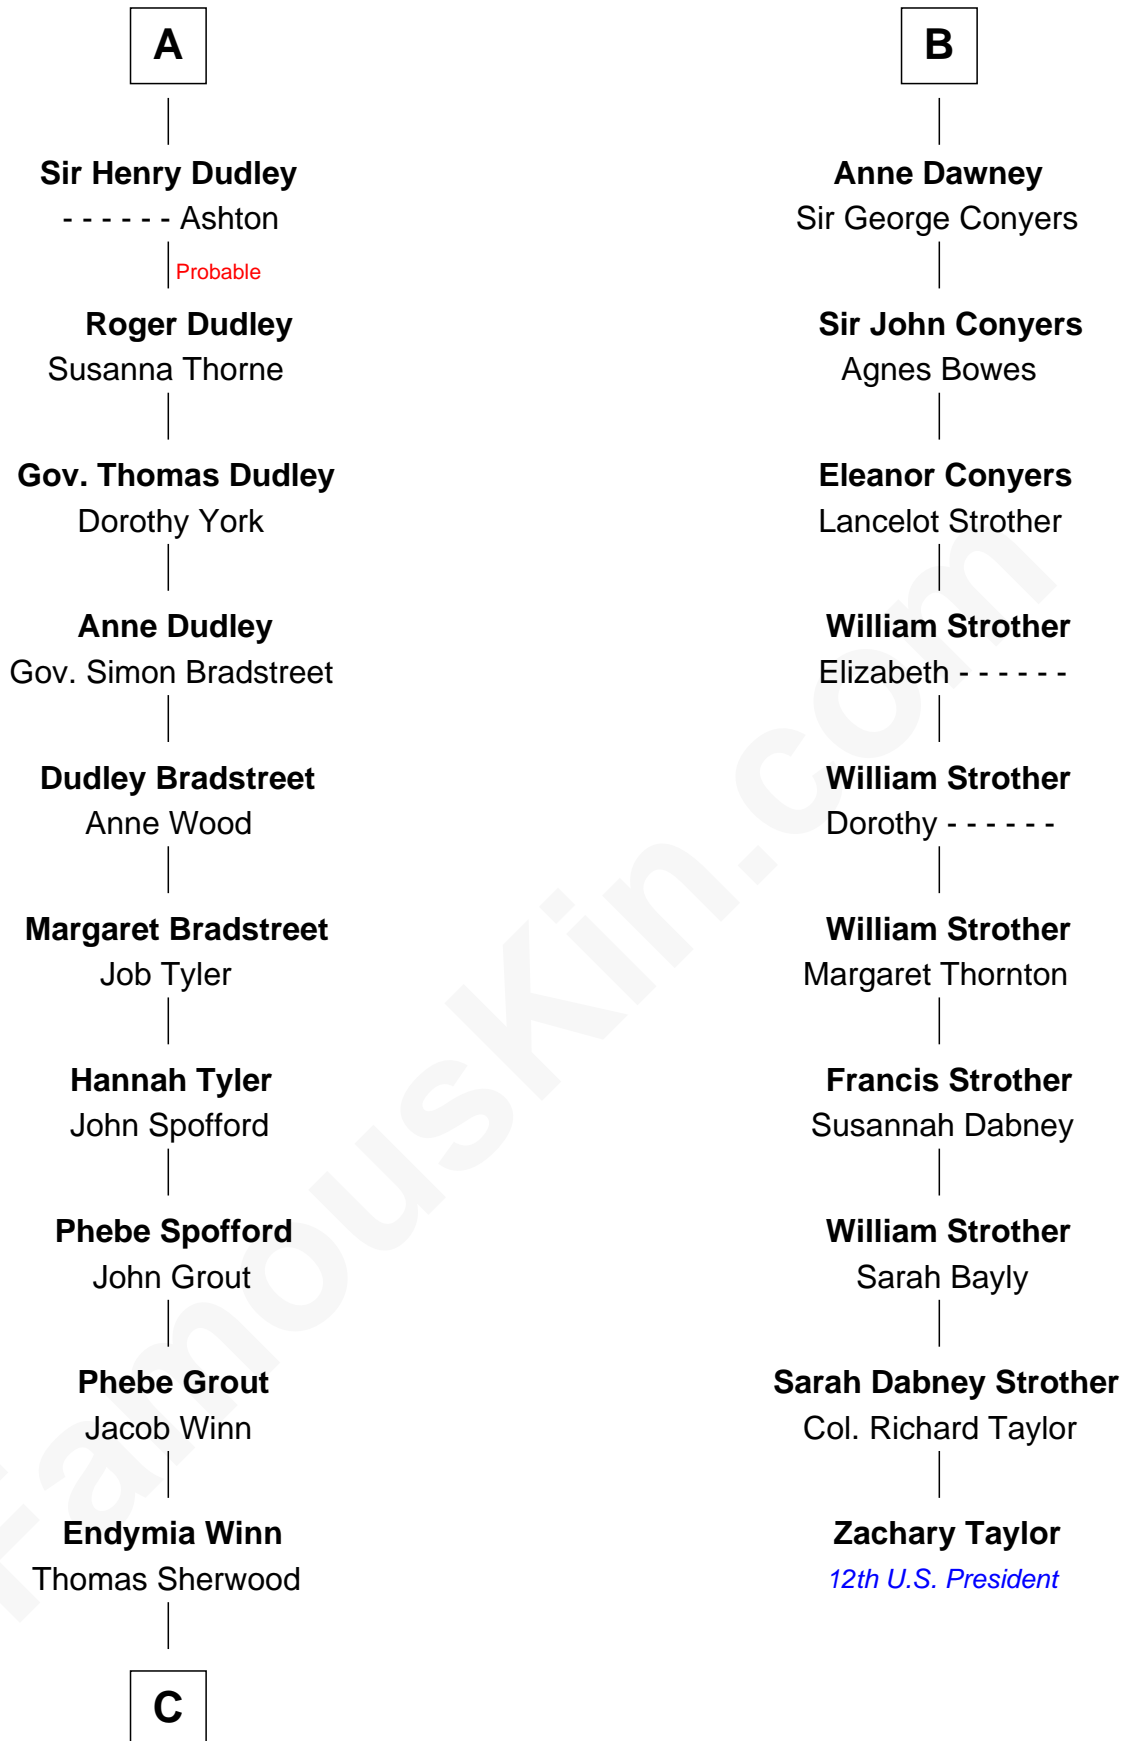 A
Sir Henry Dudley
- - - - - - Ashton
Probable
Roger Dudley
Susanna Thorne
Gov. Thomas Dudley
Dorothy York
Anne Dudley
Gov. Simon Bradstreet
Dudley Bradstreet
Anne Wood
Margaret Bradstreet
Job Tyler
Hannah Tyler
John Spofford
Phebe Spofford
John Grout
Phebe Grout
Jacob Winn
Endymia Winn
Thomas Sherwood
C
B
Anne Dawney
Sir George Conyers
Sir John Conyers
Agnes Bowes
Eleanor Conyers
Lancelot Strother
William Strother
Elizabeth - - - - - -
William Strother
Dorothy - - - - - -
William Strother
Margaret Thornton
Francis Strother
Susannah Dabney
William Strother
Sarah Bayly
Sarah Dabney Strother
Col. Richard Taylor
Zachary Taylor
12th U.S. President
FamousKin.com